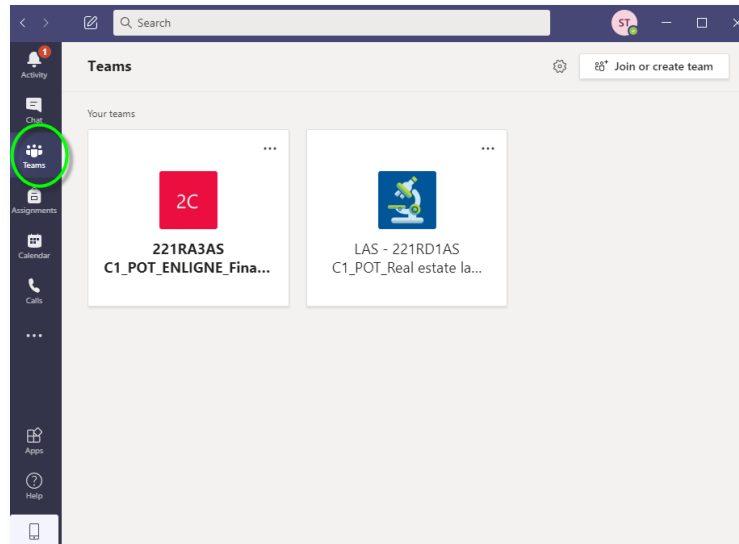 Search
ST
Activity
1
Chat
Teams
Assignments
Calendar
Calls
Apps
Help
Teams
Join or create team
Your teams
2C
221RA3AS
C1_POT_ENLIGNE_Fina...
LAS - 221RD1AS
C1_POT_Real estate la...